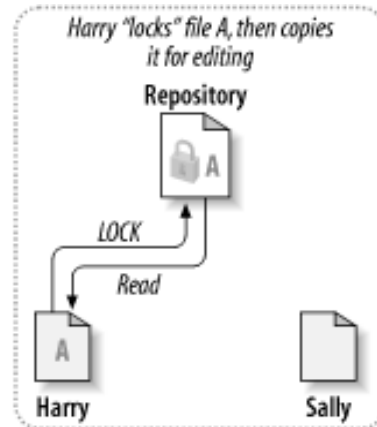 Harry “locks” file A, then copies
it for editing
Repository
A
LOCK
Read
A
Harry
Sally